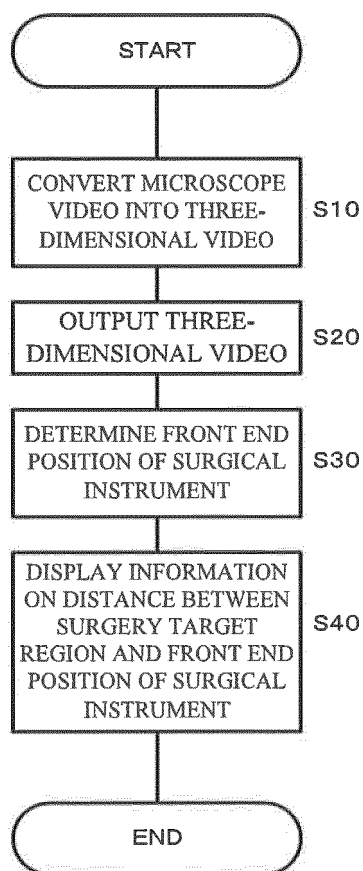 START
CONVERT MICROSCOPE
VIDEO INTO THREE-
DIMENSIONAL VIDEO
S10
OUTPUT THREE-
DIMENSIONAL VIDEO
S20
DETERMINE FRONT END
POSITION OF SURGICAL
INSTRUMENT
S30
DISPLAY INFORMATION
ON DISTANCE BETWEEN
SURGERY TARGET
REGION AND FRONT END
POSITION OF SURGICAL
INSTRUMENT
S40
END